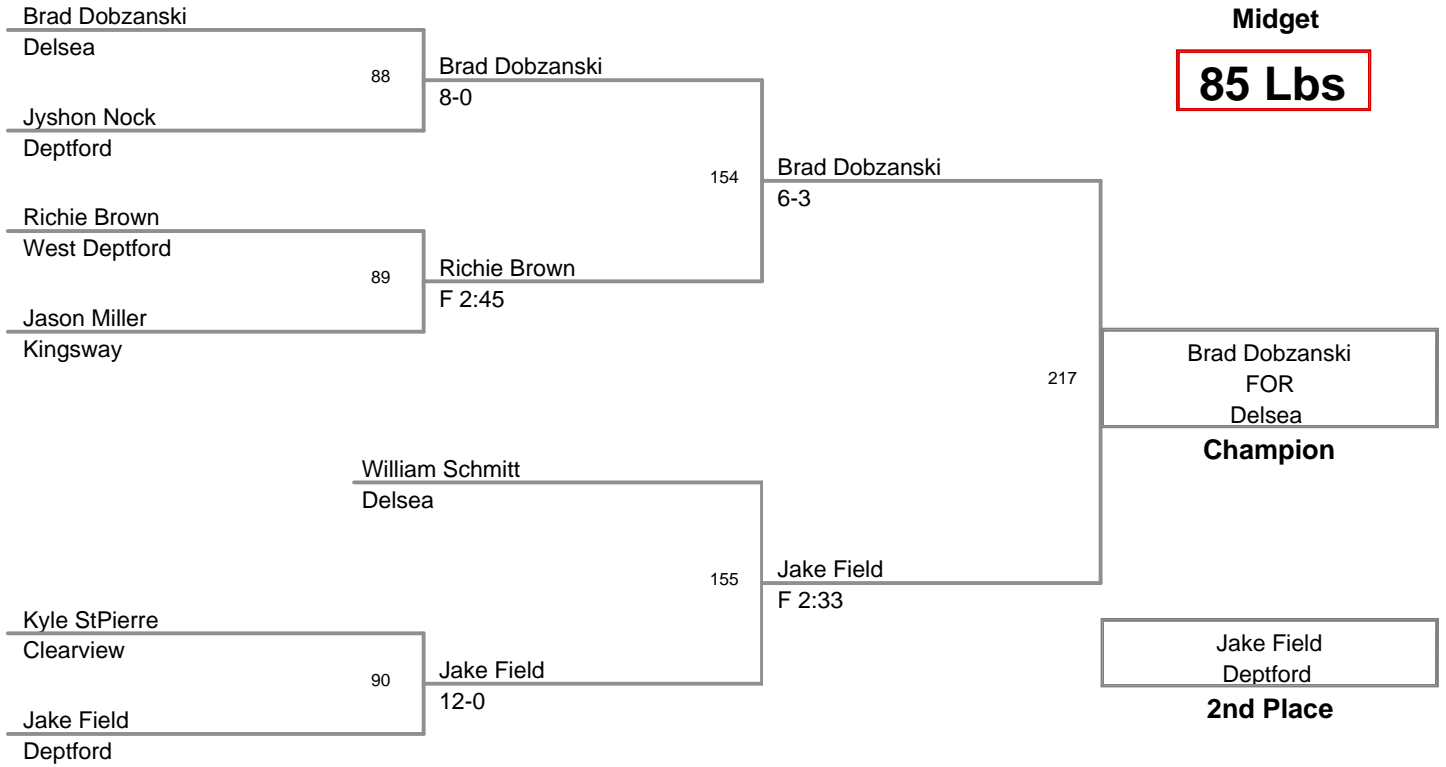 Brad Dobzanski
Delsea
88
Jyshon Nock
Deptford
Brad Dobzanski
8-0
Richie Brown
West Deptford
89
Jason Miller
Kingsway
Richie Brown
F 2:45
154
Brad Dobzanski
6-3
William Schmitt
Delsea
Kyle StPierre
Clearview
90
Jake Field
Deptford
Jake Field
12-0
155
Jake Field
F 2:33
217
Midget
85 Lbs
Brad Dobzanski
FOR
Delsea
Champion
Jake Field
Deptford
2nd Place